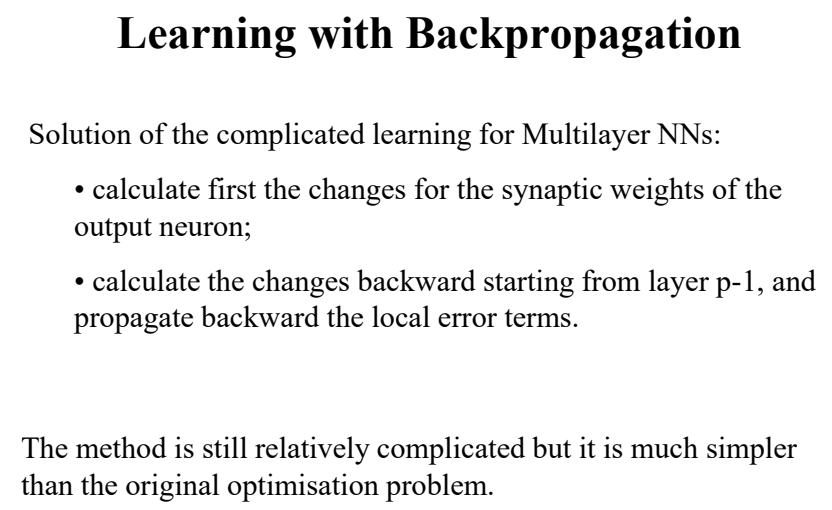 Learning with Backpropagation
Solution of the complicated learning for Multilayer NNs:
• calculate first the changes for the synaptic weights of the
output neuron;
• calculate the changes backward starting from layer p-1, and
propagate backward the local error terms.
The method is still relatively complicated but it is much simpler
than the original optimisation problem.